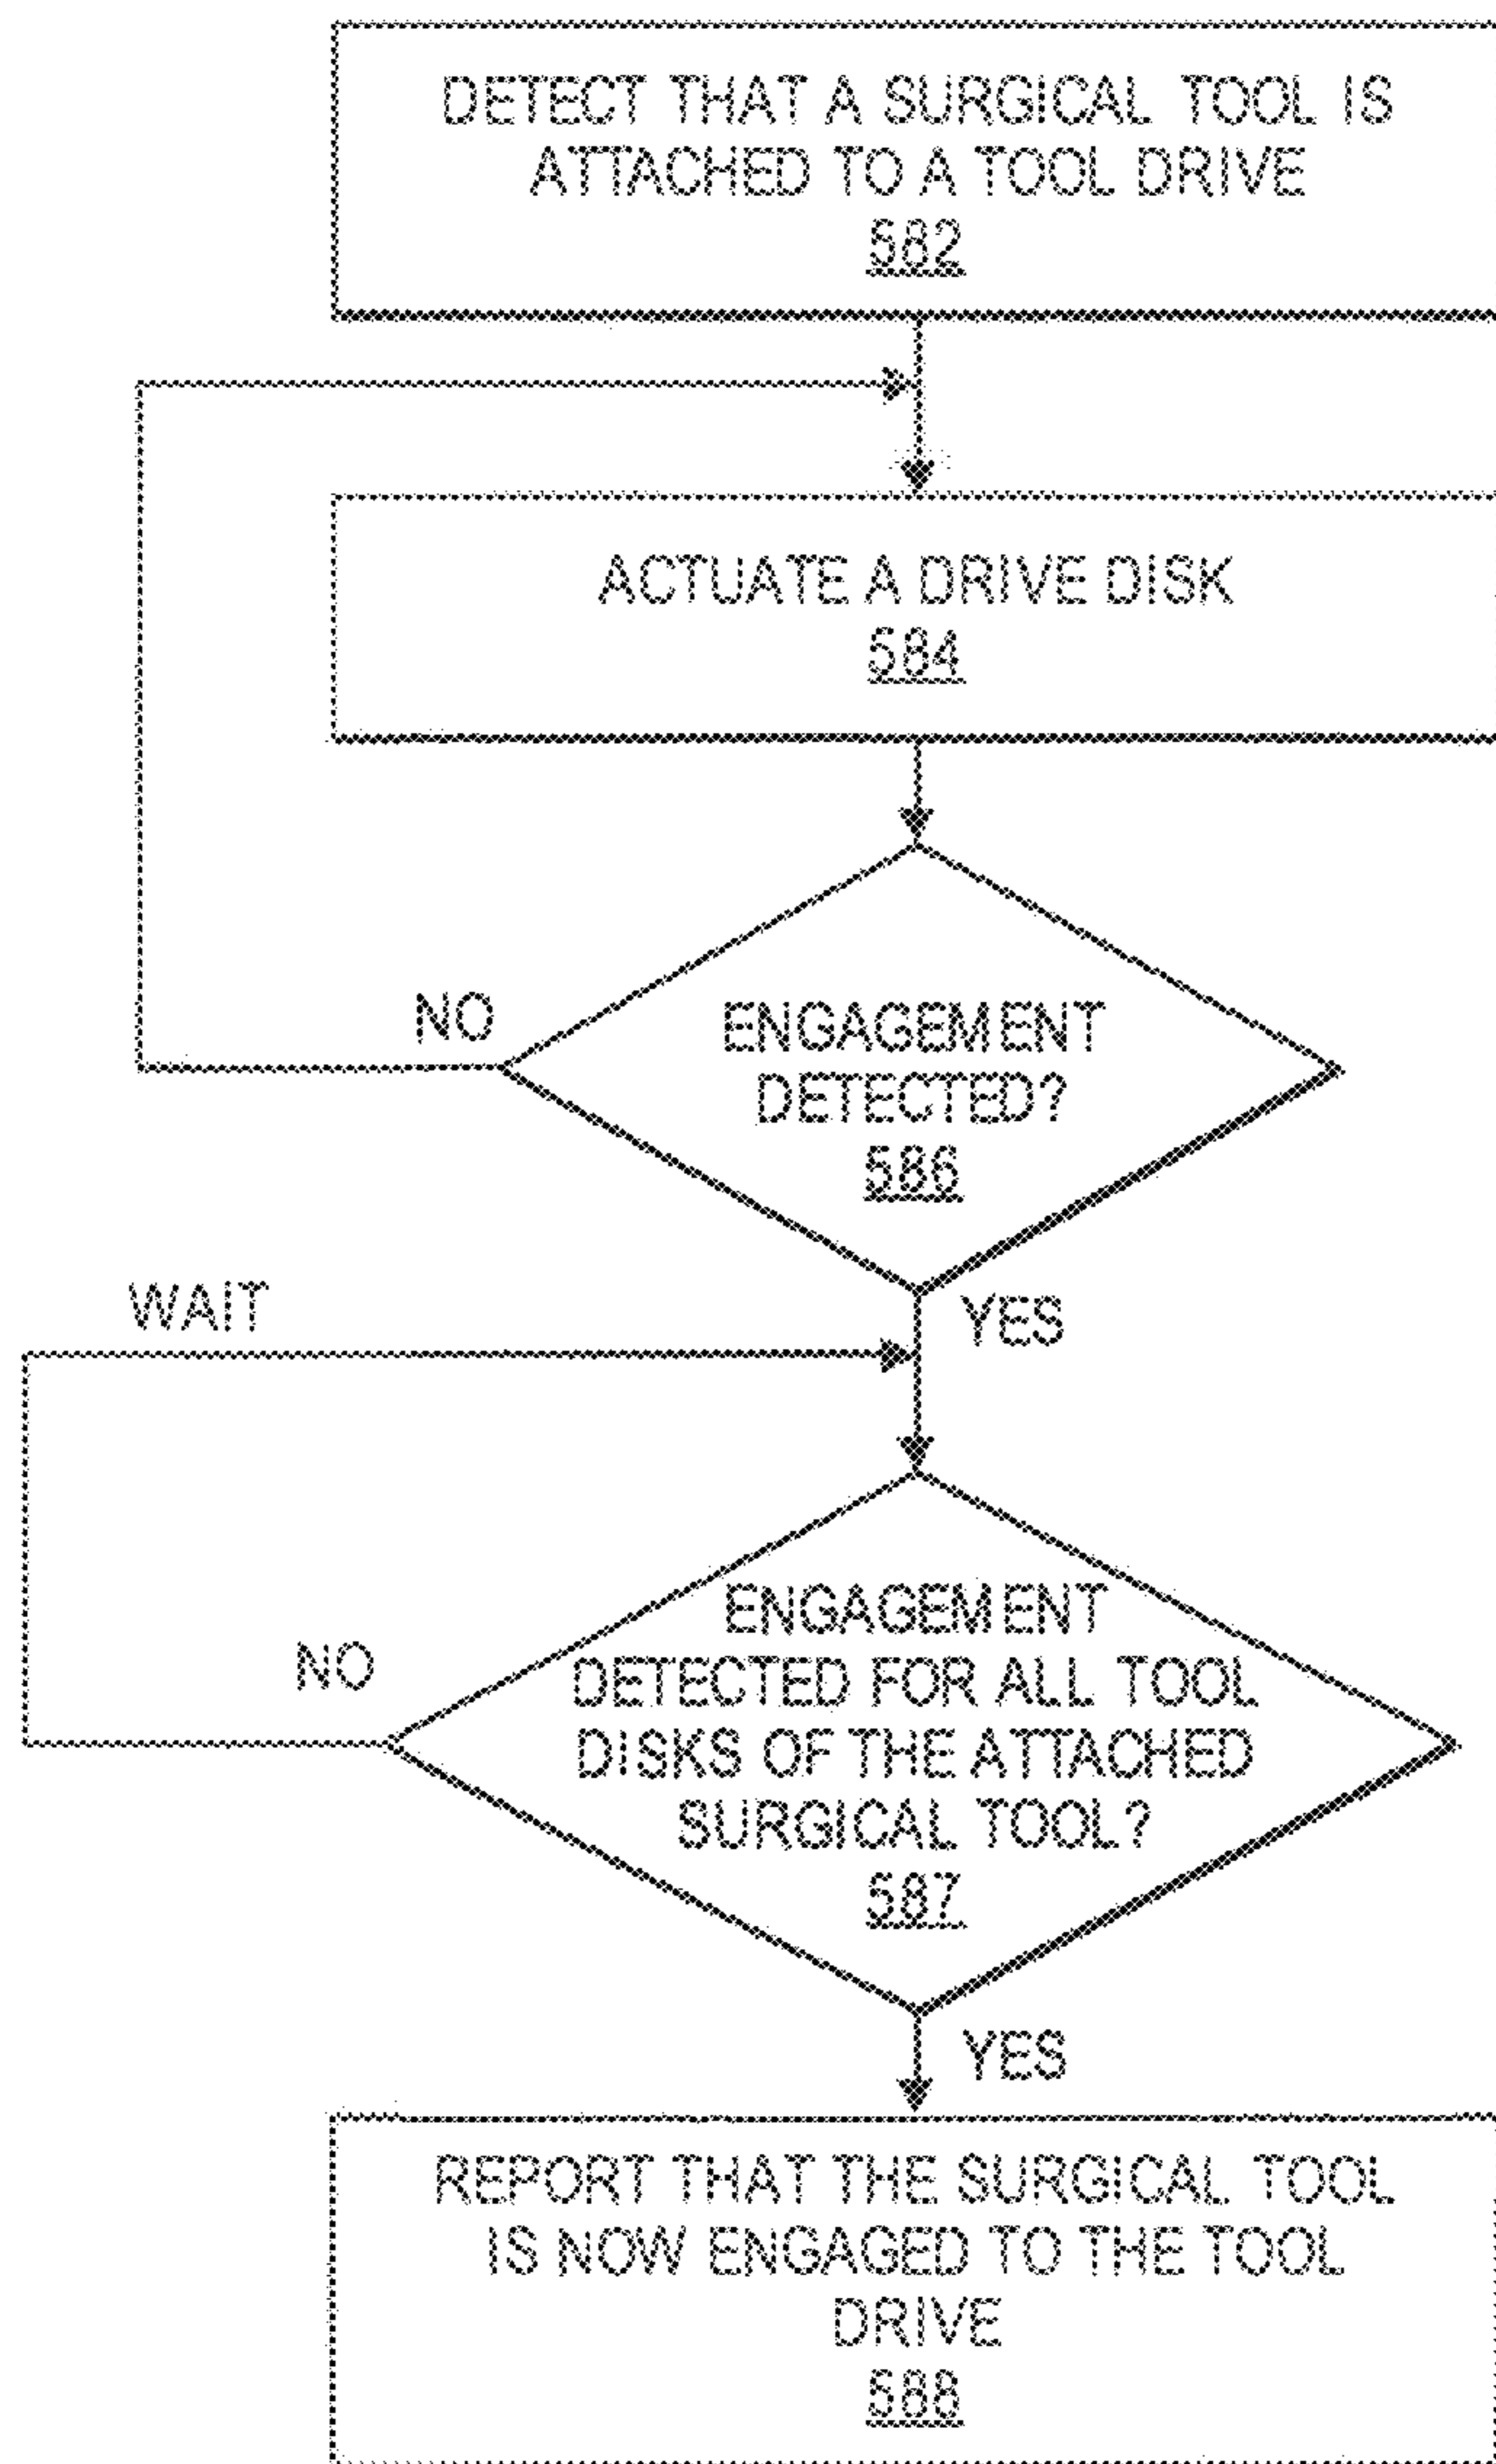 DETECT THAT A SURGICAL TOOL IS
ATTACHED TO A TOOL DRIVE
582
ACTUATE A DRIVE DISK
584
NO
ENGAGEMENT
DETECTED?
586
WAIT
YES
ENGAGEMENT
DETECTED FOR ALL TOOL
DISKS OF THE ATTACHED
SURGICAL TOOL?
587
NO
YES
REPORT THAT THE SURGICAL TOOL
IS NOW ENGAGED TO THE TOOL
DRIVE
588